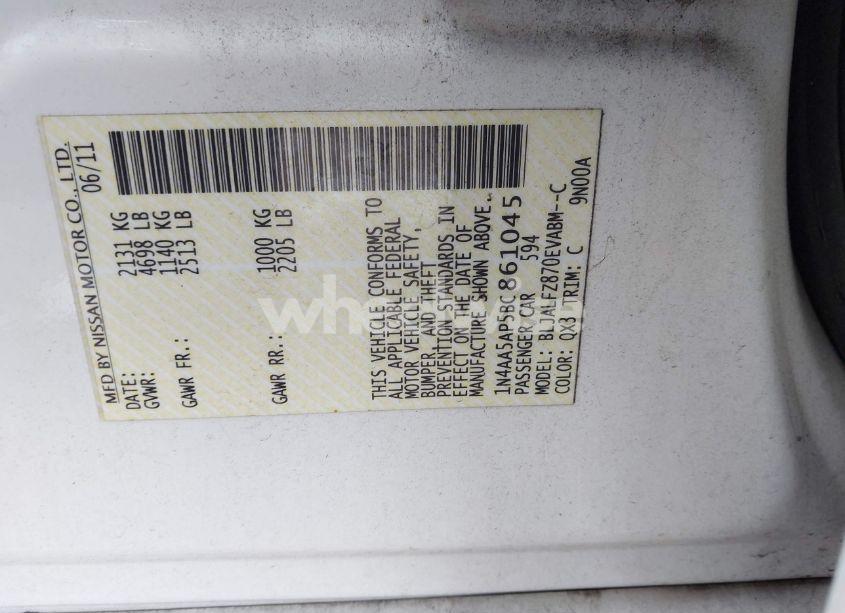 MFD BY NISSAN MOTOR CO., LTD.
DATE: 06/11
GVWR: 2131 KG
4698 LB
GAWR FR.: 1140 KG
2513 LB
GAWR RR.: 1000 KG
2205 LB
THIS VEHICLE CONFORMS TO
ALL APPLICABLE FEDERAL
MOTOR VEHICLE SAFETY,
BUMPER AND THEFT
PREVENTION STANDARDS IN
EFFECT ON THE DATE OF
MANUFACTURE SHOWN ABOVE.
1N4AA5AP5BC861045
PASSENGER CAR 594
MODEL: BLJALFZ870EVABM--C
COLOR: QX3 TRIM: C 9N00A